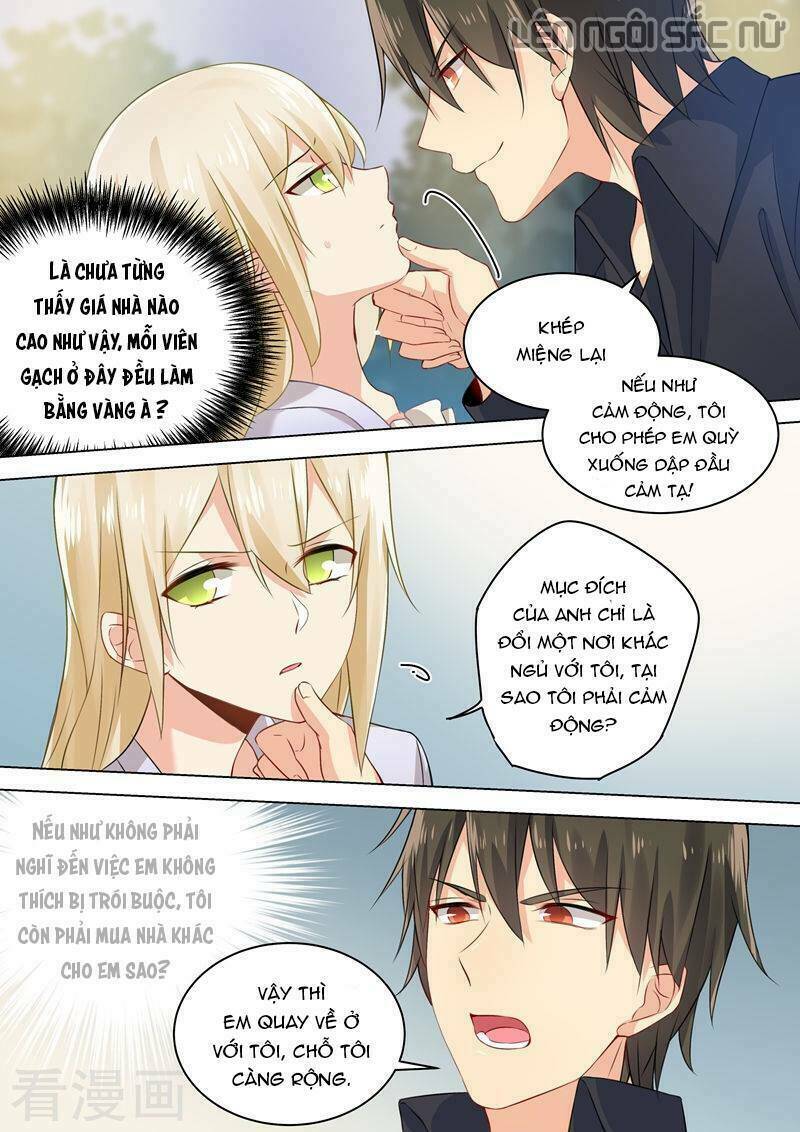 LÊN NGÔI SẮC NỮ
LÀ CHƯA TỪNG
THẤY GIÁ NHÀ NÀO
CAO NHƯ VẬY, MỖI VIÊN
GẠCH Ở ĐÂY ĐỀU LÀM
BẰNG VÀNG À?
KHÉP
MIỆNG LẠI
NẾU NHƯ
CẢM ĐỘNG, TÔI
CHO PHÉP EM QUỲ
XUỐNG DẬP ĐẦU
CẢM TẠ!
MỤC ĐÍCH
CỦA ANH CHỈ LÀ
ĐỔI MỘT NƠI KHÁC
NGỦ VỚI TÔI, TẠI
SAO TÔI PHẢI CẢM
ĐỘNG?
NẾU NHƯ KHÔNG PHẢI
NGHĨ ĐẾN VIỆC EM KHÔNG
THÍCH BỊ TRÓI BUỘC, TÔI
CÒN PHẢI MUA NHÀ KHÁC
CHO EM SAO?
VẬY THÌ
EM QUAY VỀ Ở
VỚI TÔI, CHỖ TÔI
CÀNG RỘNG.
看漫画